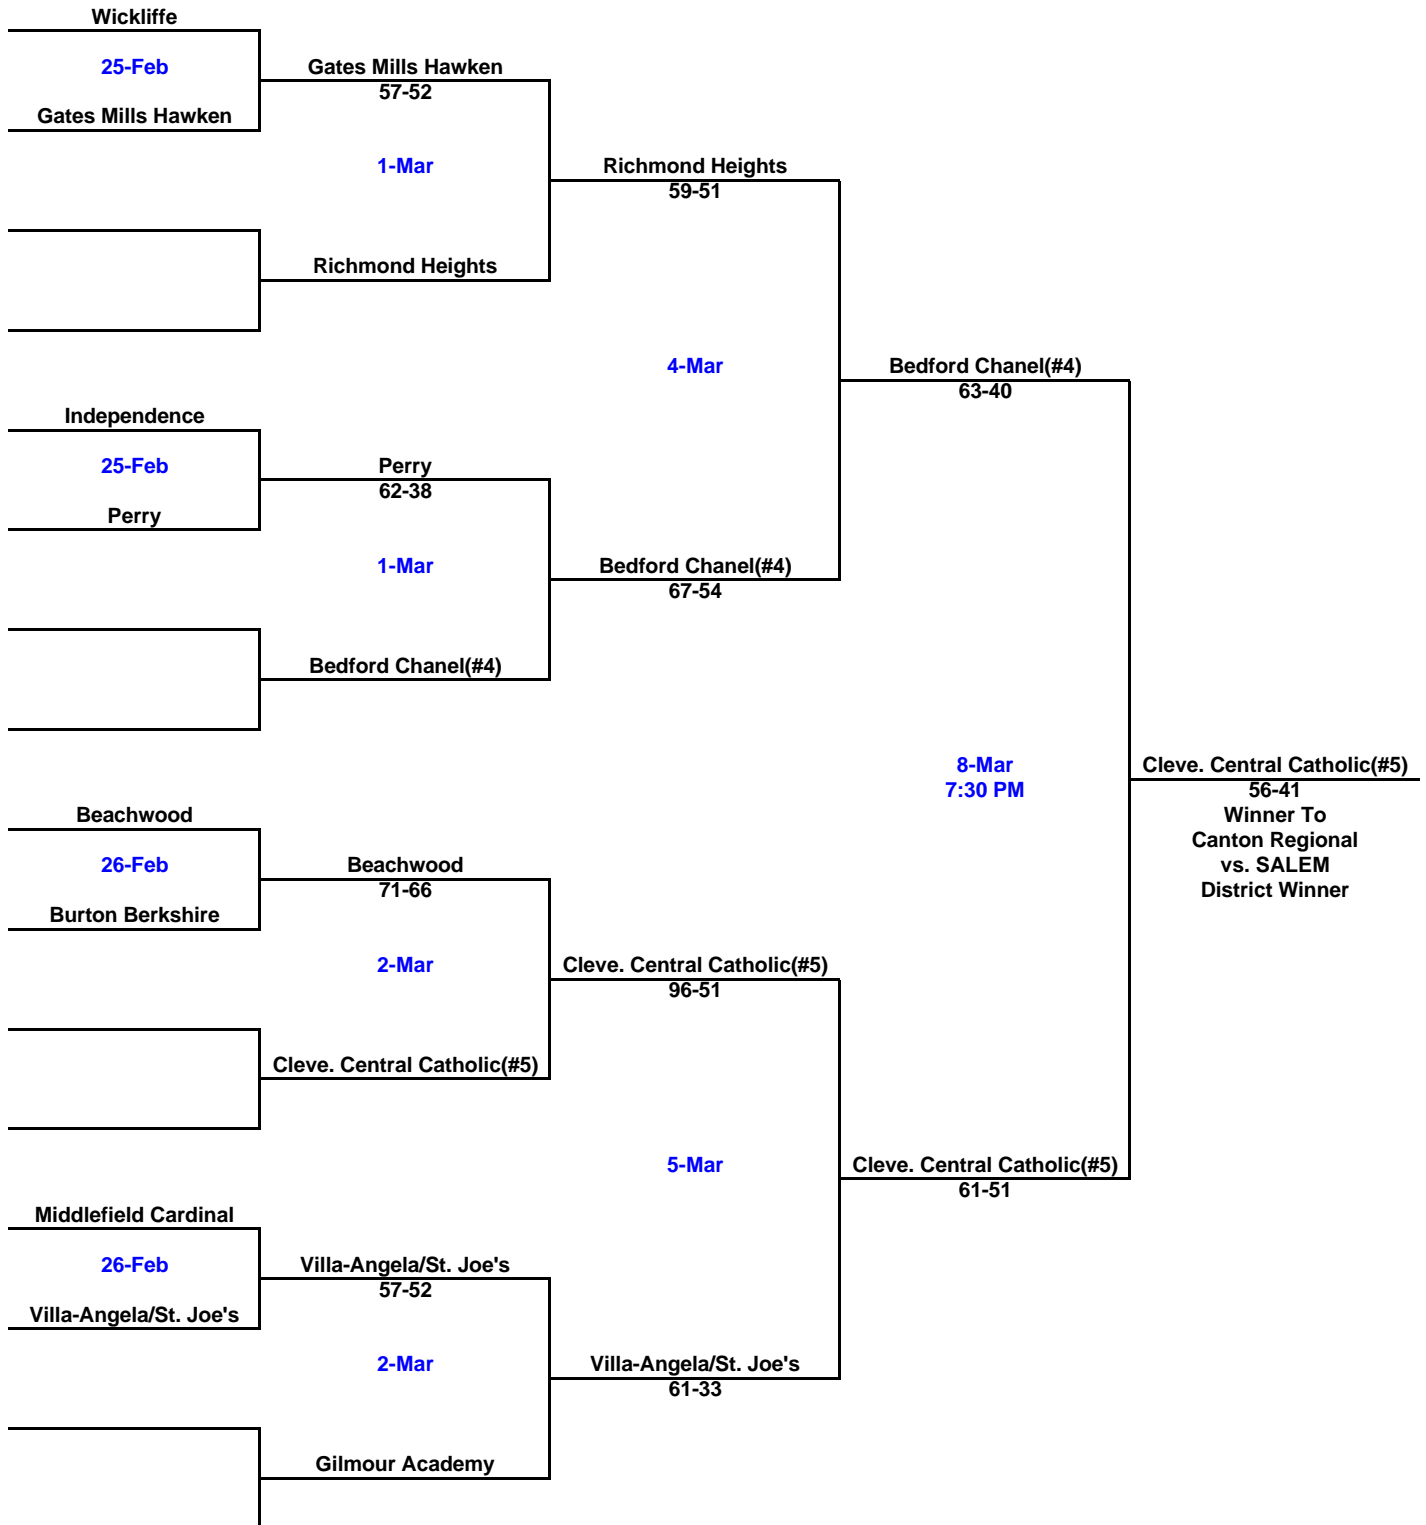 Wickliffe
25-Feb
Gates Mills Hawken
Gates Mills Hawken
57-52
1-Mar
Richmond Heights
59-51
Richmond Heights
4-Mar
Bedford Chanel(#4)
63-40
Independence
25-Feb
Perry
62-38
Perry
1-Mar
Bedford Chanel(#4)
67-54
Bedford Chanel(#4)
8-Mar
7:30 PM
Cleve. Central Catholic(#5)
56-41
Winner To
Canton Regional
vs. SALEM
District Winner
Beachwood
26-Feb
Beachwood
71-66
Burton Berkshire
2-Mar
Cleve. Central Catholic(#5)
96-51
Cleve. Central Catholic(#5)
5-Mar
Cleve. Central Catholic(#5)
61-51
Middlefield Cardinal
26-Feb
Villa-Angela/St. Joe's
57-52
Villa-Angela/St. Joe's
2-Mar
Villa-Angela/St. Joe's
61-33
Gilmour Academy